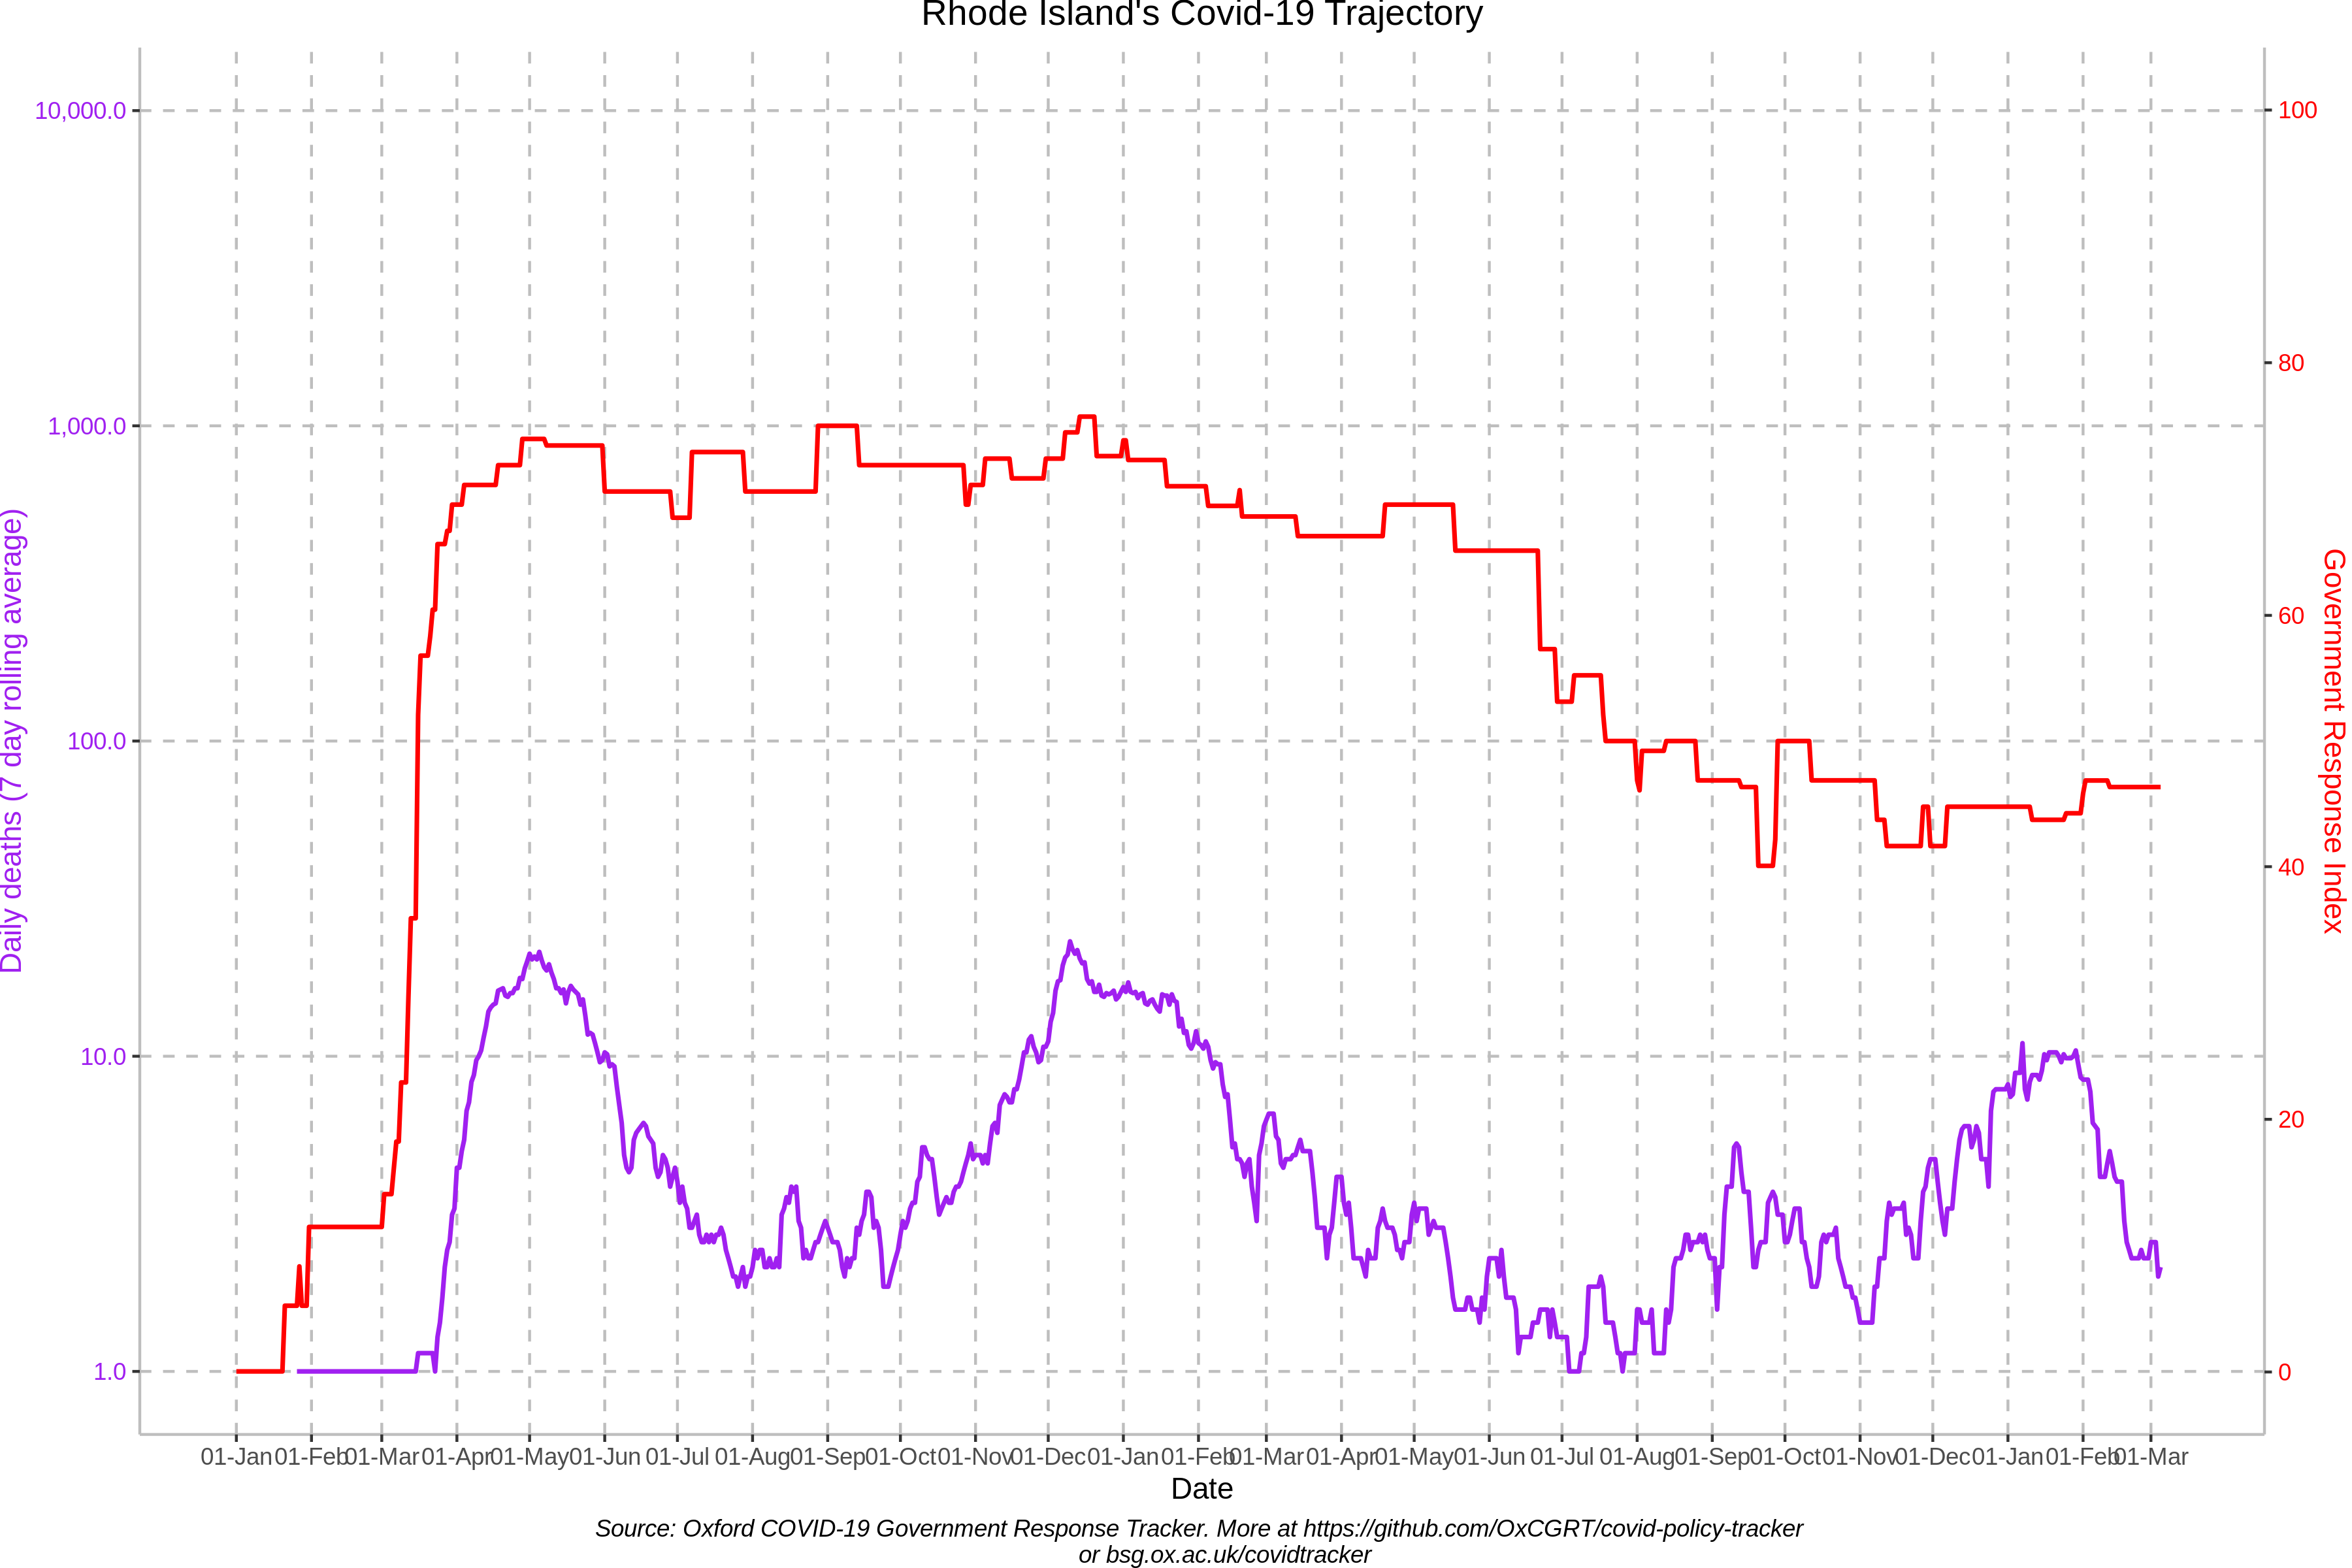 Rhode Island's Covid-19 Trajectory
10,000.0
1,000.0
100.0
10.0
1.0
Daily deaths (7 day rolling average)
100
80
60
40
20
0
Government Response Index
01-Jan 01-Feb 01-Mar 01-Apr 01-May 01-Jun 01-Jul 01-Aug 01-Sep 01-Oct 01-Nov 01-Dec 01-Jan 01-Feb 01-Mar 01-Apr 01-May 01-Jun 01-Jul 01-Aug 01-Sep 01-Oct 01-Nov 01-Dec 01-Jan 01-Feb 01-Mar
Date
Source: Oxford COVID-19 Government Response Tracker. More at https://github.com/OxCGRT/covid-policy-tracker
or bsg.ox.ac.uk/covidtracker